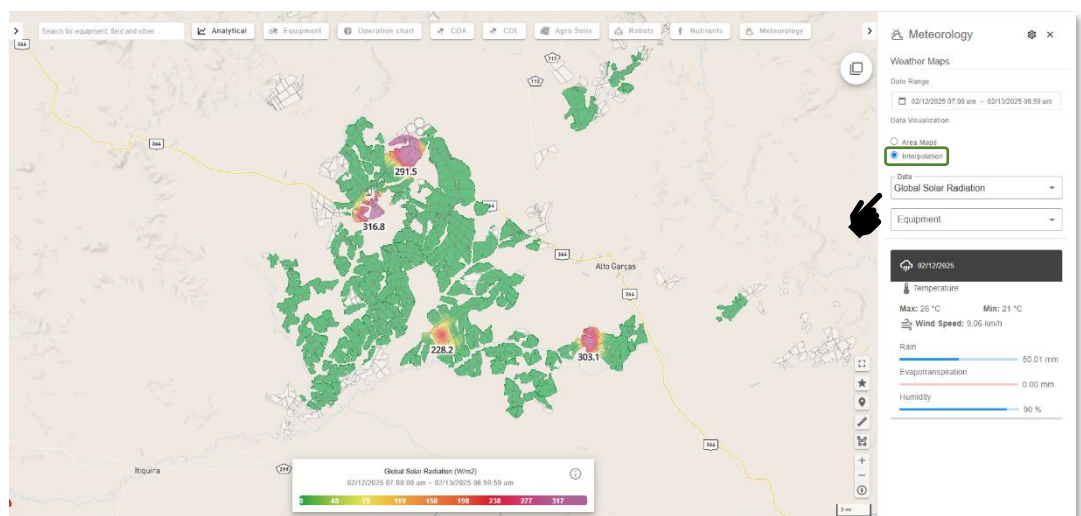 Search for equipment, field and other...
Analytical
Equipment
Operation chart
CDA
COL
Agro Solix
Robots
Nutrients
Meteorology
364
110
110
364
291.5
364
316.8
364
Alto Garças
364
228.2
303.1
364
Itiquira
299
Global Solar Radiation (W/m2)
02/12/2025 07:00:00 am ~ 02/13/2025 06:59:59 am
0 40 79 119 158 198 238 277 317
3 mi
Meteorology
Weather Maps
Date Range
02/12/2025 07:00 am ~ 02/13/2025 06:59 am
Data Visualization
Area Maps
Interpolation
Data
Global Solar Radiation
Equipment
02/12/2025
Temperature
Max: 25 °C Min: 21 °C
Wind Speed: 9.06 km/h
Rain
50.01 mm
Evapotranspiration
0.00 mm
Humidity
90 %